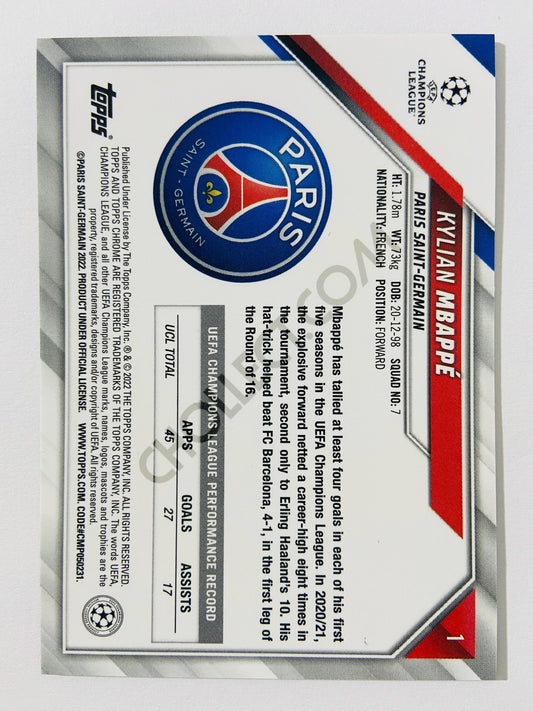 UEFA
CHAMPIONS
LEAGUE®
1
KYLIAN MBAPPÉ
PARIS SAINT-GERMAIN
HT: 1.78m WT: 73kg DOB: 20-12-98 SQUAD NO: 7
NATIONALITY: FRENCH POSITION: FORWARD
PARIS
SAINT-GERMAIN
Mbappé has tallied at least four goals in each of his first
five seasons in the UEFA Champions League. In 2020/21,
the explosive forward netted a career-high eight times in
the tournament, second only to Erling Haaland's 10. His
hat-trick helped beat FC Barcelona, 4-1, in the first leg of
the Round of 16.
UEFA CHAMPIONS LEAGUE PERFORMANCE RECORD
APPS GOALS ASSISTS
UCL TOTAL 45 27 17
topps®
Published Under License by The Topps Company, Inc. ® & © 2022 THE TOPPS COMPANY, INC. ALL RIGHTS RESERVED.
TOPPS AND TOPPS CHROME ARE REGISTERED TRADEMARKS OF THE TOPPS COMPANY, INC. The words UEFA,
CHAMPIONS LEAGUE, and all other UEFA Champions League marks, names, logos, mascots and trophies are the
property, registered trademarks, designs and/or copyright of UEFA. All rights reserved.
©PARIS SAINT-GERMAIN 2022. PRODUCT UNDER OFFICIAL LICENSE. WWW.TOPPS.COM. CODE#CMP050231.
CHOLLECT.COM